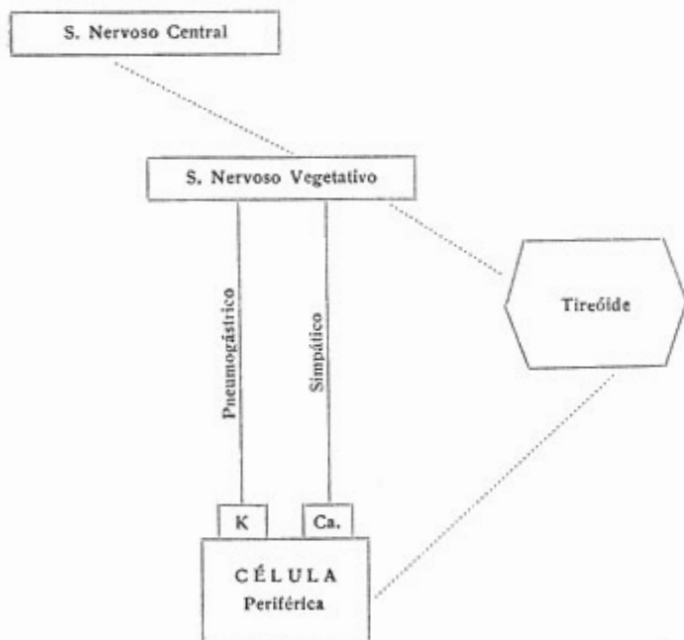 S. Nervoso Central
S. Nervoso Vegetativo
Pneumogástrico
Simpático
Tireóide
K
Ca.
CÉLULA
Periférica